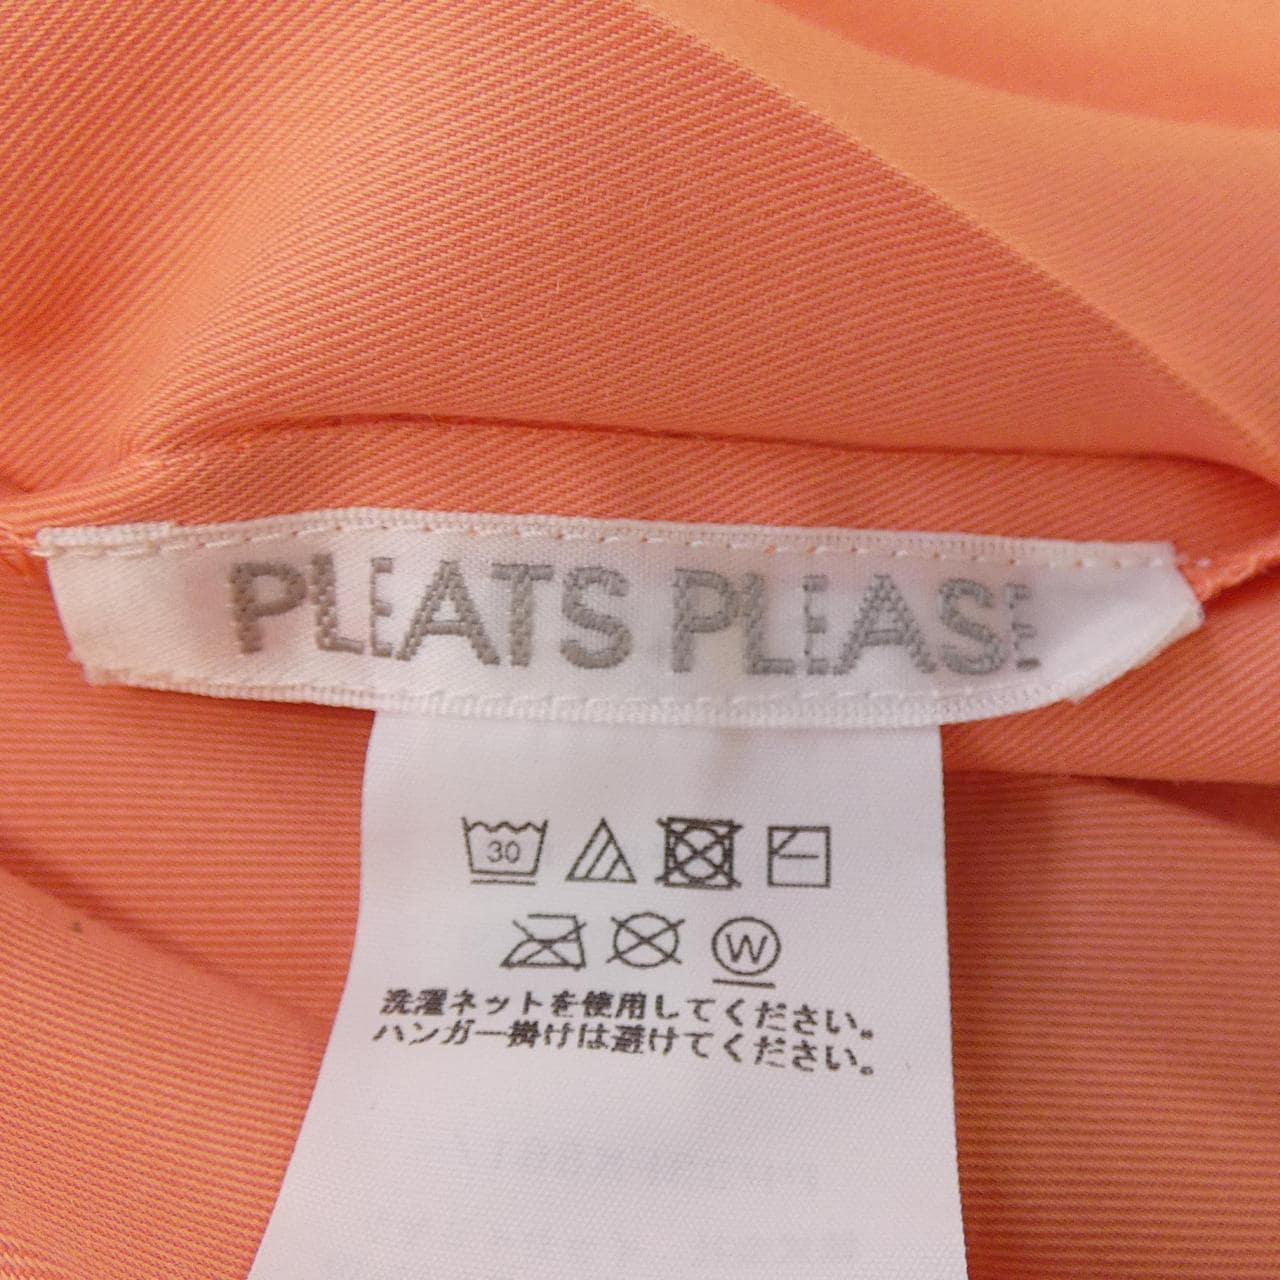 PLEATS PLEASE
30
W
洗濯ネットを使用してください。
ハンガー掛けは避けてください。